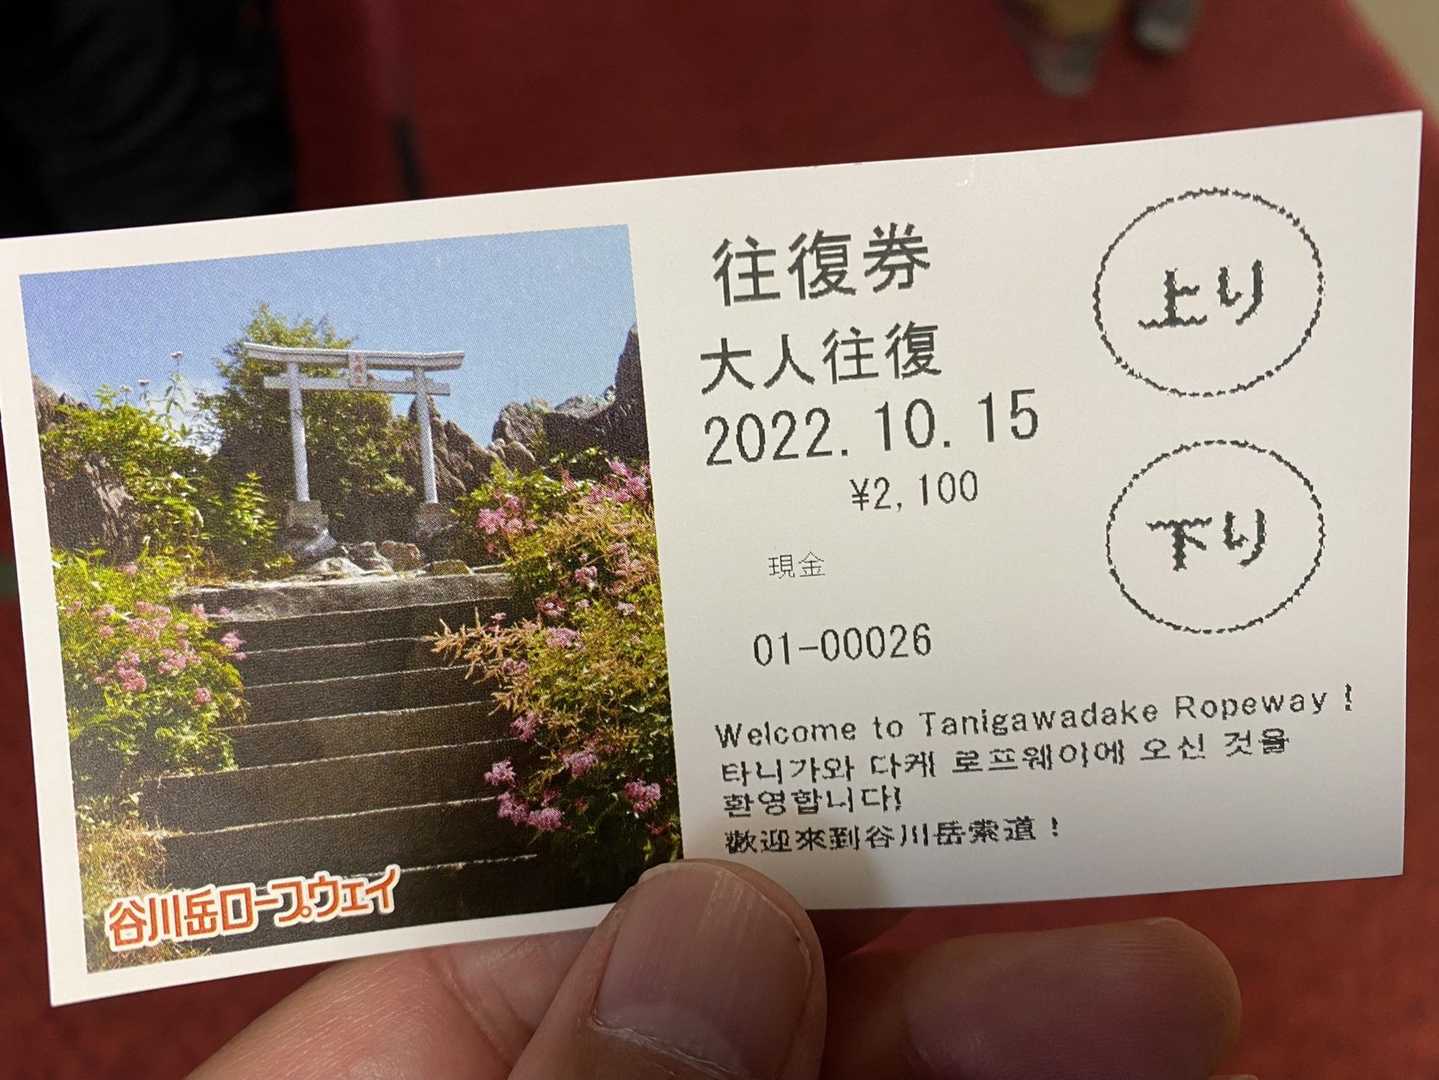 往復券
大人往復
2022.10.15
¥2,100
現金
01-00026
上り
下り
Welcome to Tanigawadake Ropeway !
타니가와 다케 로프웨이에 오신 것을
환영합니다!
歡迎來到谷川岳索道！
谷川岳ロープウェイ